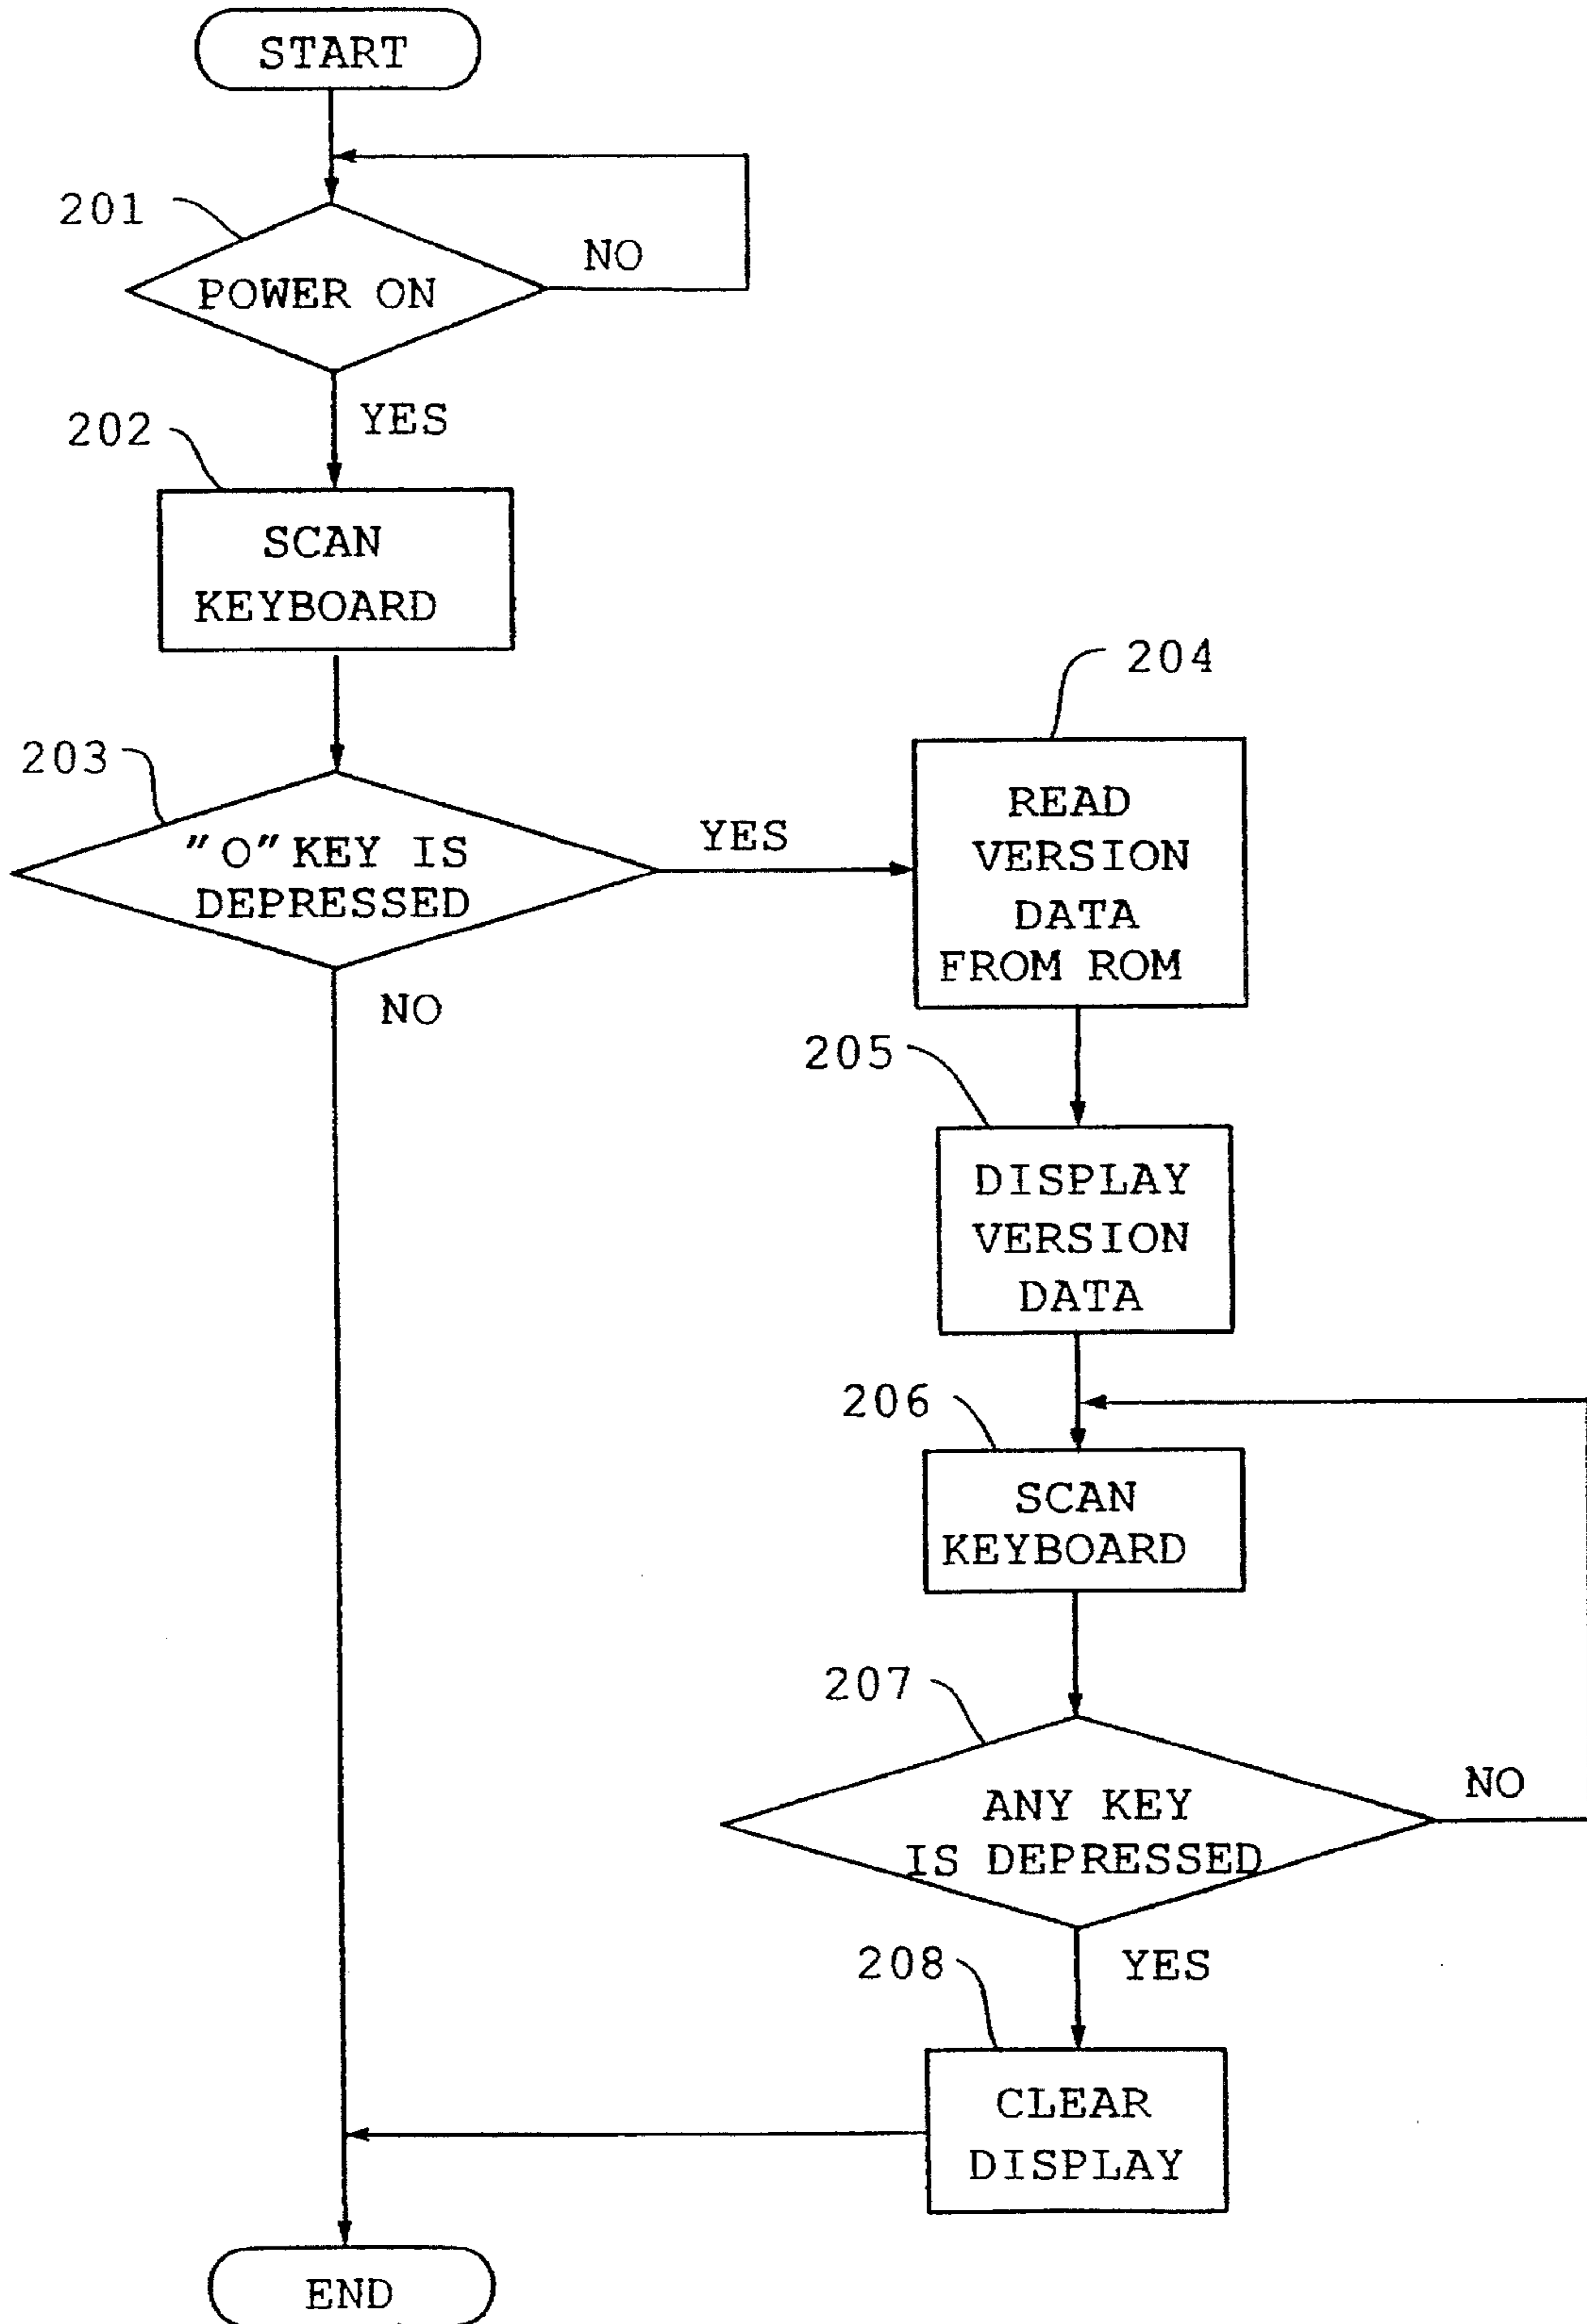 START
201
POWER ON
NO
YES
202
SCAN
KEYBOARD
203
"O" KEY IS
DEPRESSED
YES
NO
204
READ
VERSION
DATA
FROM ROM
205
DISPLAY
VERSION
DATA
206
SCAN
KEYBOARD
207
ANY KEY
IS DEPRESSED
NO
YES
208
CLEAR
DISPLAY
END